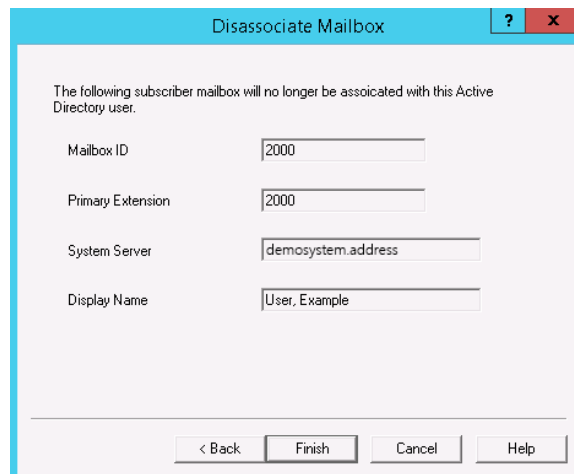 Disassociate Mailbox
? x
The following subscriber mailbox will no longer be assoicated with this Active
Directory user.
Mailbox ID 2000
Primary Extension 2000
System Server demosystem.address
Display Name User, Example
< Back Finish Cancel Help